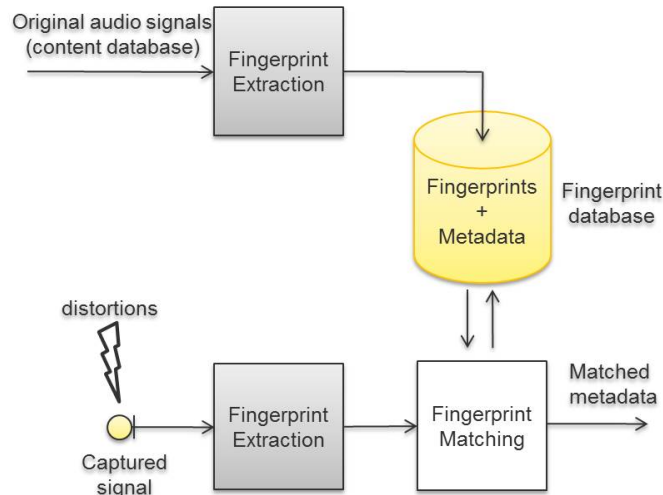 Original audio signals
(content database)
Fingerprint
Extraction
Fingerprints
+
Metadata
Fingerprint
database
distortions
Captured
signal
Fingerprint
Extraction
Fingerprint
Matching
Matched
metadata